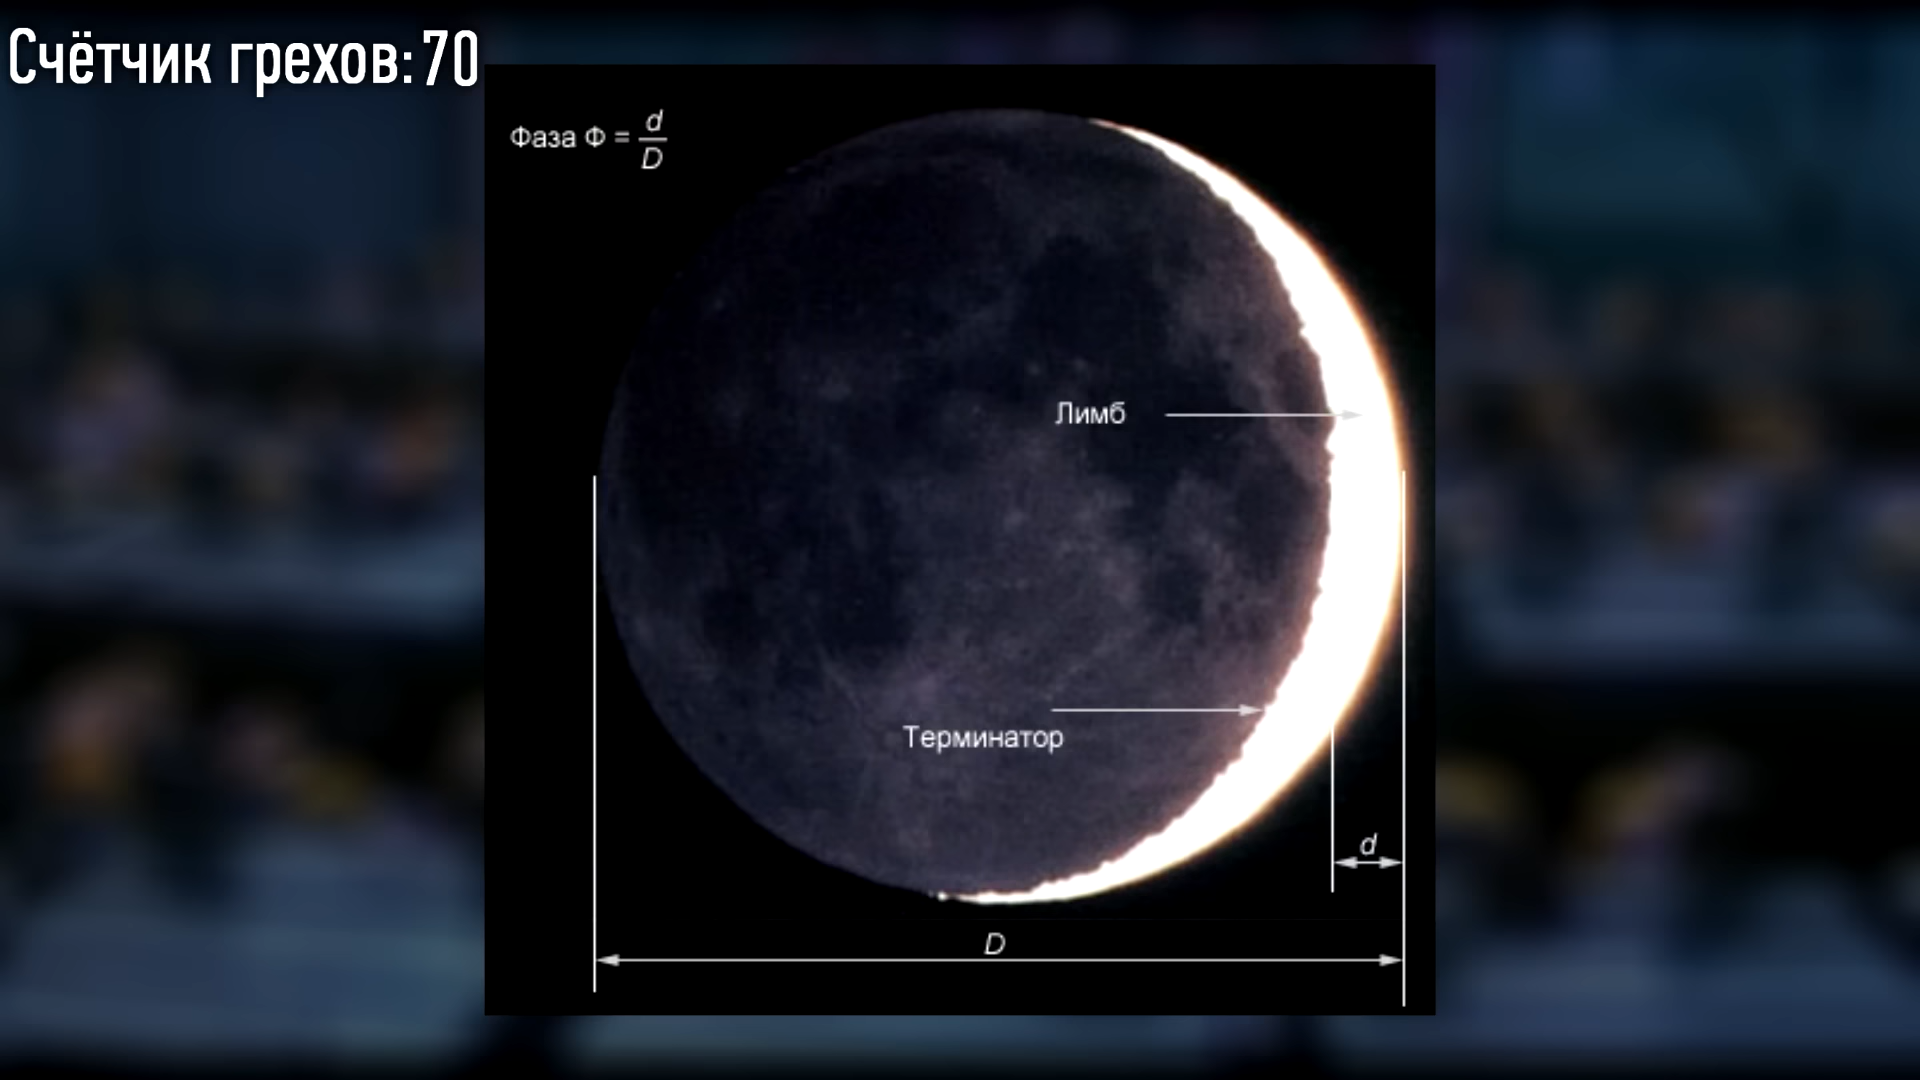 Счётчик грехов: 70
Фаза Ф = d/D
Лимб
Терминатор
d
D